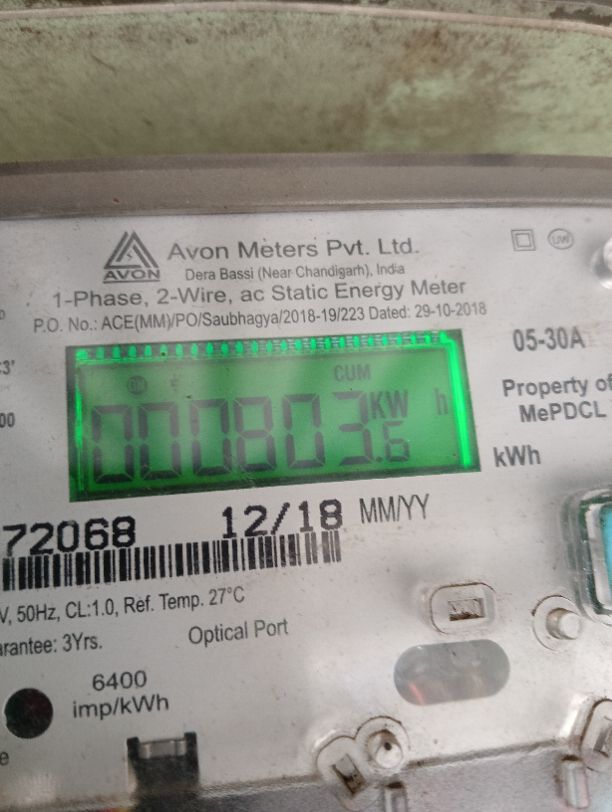 AVON
Avon Meters Pvt. Ltd.
Dera Bassi (Near Chandigarh), India
1-Phase, 2-Wire, ac Static Energy Meter
P.O. No.: ACE(MM)/PO/Saubhagya/2018-19/223 Dated: 29-10-2018
UW
05-30A
CUM
000803.6 KW h
Property of
MePDCL
kWh
72068 12/18 MM/YY
V, 50Hz, CL:1.0, Ref. Temp. 27°C
arantee: 3Yrs.
Optical Port
6400
imp/kWh